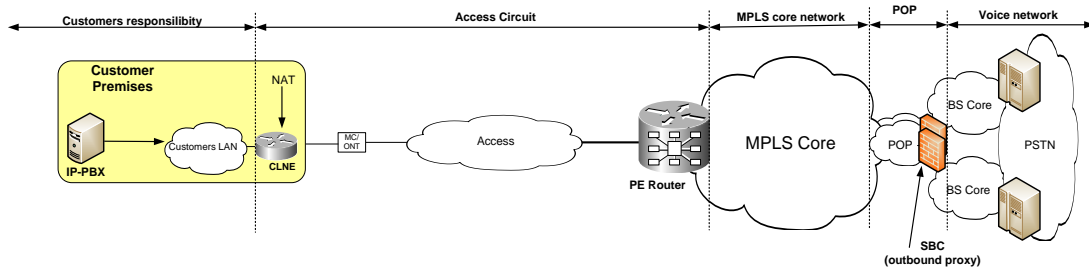 Customers responsilibity
Access Circuit
MPLS core network
POP
Voice network
Customer
Premises
NAT
IP-PBX
Customers LAN
CLNE
MC/
ONT
Access
PE Router
MPLS Core
POP
BS Core
BS Core
PSTN
SBC
(outbound proxy)